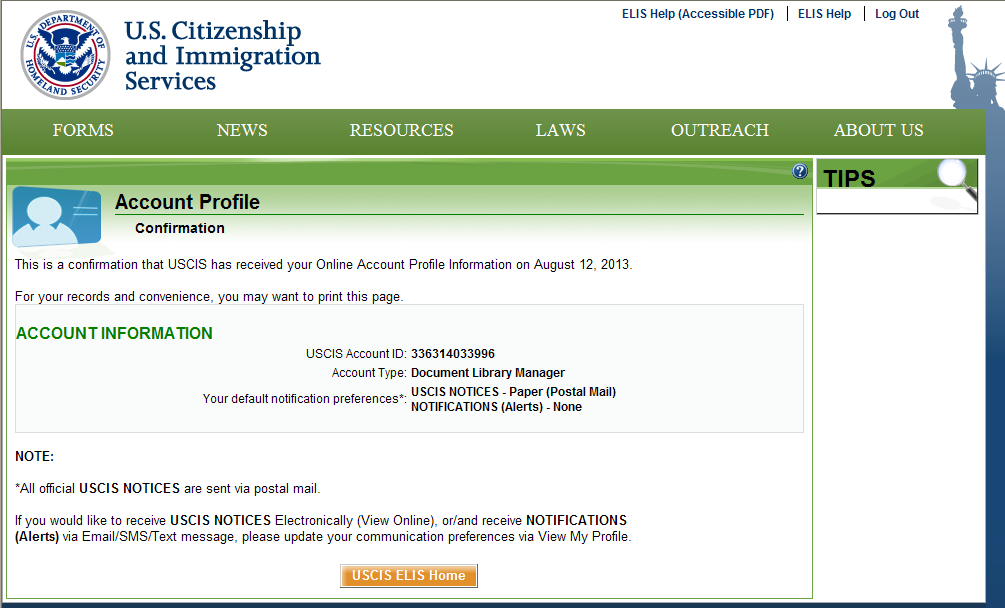 ELIS Help (Accessible PDF) | ELIS Help | Log Out
U.S. DEPARTMENT OF HOMELAND SECURITY
U.S. Citizenship
and Immigration
Services
FORMS NEWS RESOURCES LAWS OUTREACH ABOUT US
?
TIPS
Account Profile
Confirmation
This is a confirmation that USCIS has received your Online Account Profile Information on August 12, 2013.
For your records and convenience, you may want to print this page.
ACCOUNT INFORMATION
USCIS Account ID: 336314033996
Account Type: Document Library Manager
Your default notification preferences*: USCIS NOTICES - Paper (Postal Mail)
NOTIFICATIONS (Alerts) - None
NOTE:
*All official USCIS NOTICES are sent via postal mail.
If you would like to receive USCIS NOTICES Electronically (View Online), or/and receive NOTIFICATIONS
(Alerts) via Email/SMS/Text message, please update your communication preferences via View My Profile.
USCIS ELIS Home